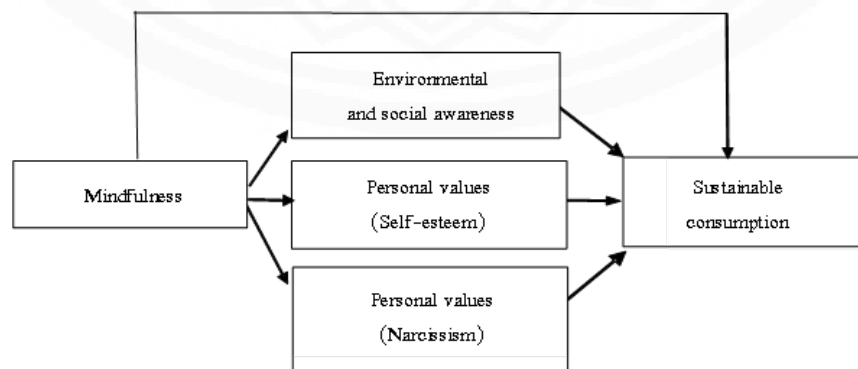 Environmental
and social awareness
Mindfulness
Personal values
(Self-esteem)
Sustainable
consumption
Personal values
(Narcissism)